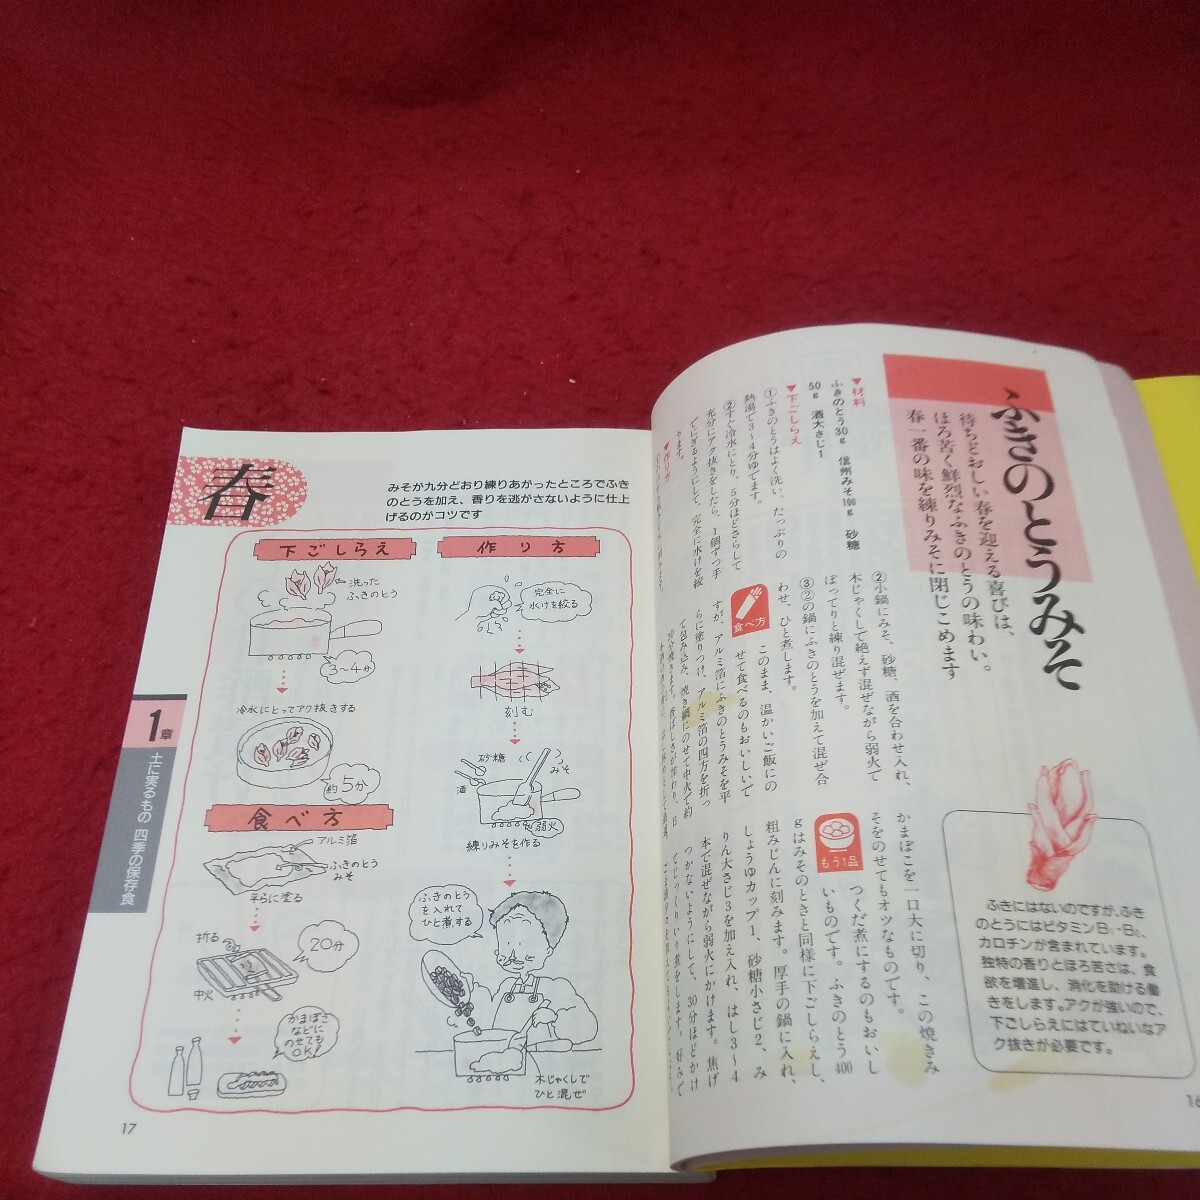 ふきのとうみそ
待ちどおしい春を迎える喜びは、
ほろ苦く鮮烈なふきのとうの味わい。
春一番の味を練りみそに閉じこめます
▼材料
ふきのとう30g 信州みそ190g 砂糖
50g 酒大さじ1
▼下ごしらえ
①ふきのとうはよく洗い、たっぷりの
熱湯で3〜4分ゆでます。
②すぐ冷水にとり、5分ほどさらして
充分にアク抜きをしたら、1個ずつ手
でにぎるようにして、完全に水けを絞
ります。
▼作り方
②小鍋にみそ、砂糖、酒を合わせ入れ、
木じゃくしで絶えず混ぜながら弱火で
ぽってりと練り混ぜます。
③②の鍋にふきのとうを加えて混ぜ合
わせ、ひと煮します。
食べ方
このまま、温かいご飯にの
せて食べるのもおいしいで
すが、アルミ箔にふきのとうみそを平
らに塗りつけ、アルミ箔の四方を折っ
て包み込み、焼き網にのせて中火で約
かまぼこを一口大に切り、この焼きみ
そをのせてもオツなものです。
もう1品
つくだ煮にするのもおいし
いものです。ふきのとう400
gはみそのときと同様に下ごしらえし、
粗みじんに刻みます。厚手の鍋に入れ、
しょうゆカップ1、砂糖小さじ2、み
りん大さじ3を加え入れ、はし3〜4
本で混ぜながら弱火にかけます。焦げ
つかないようにして、30分ほどかけ
てじっくりいり煮をします。好みで
ふきにはないのですが、ふき
のとうにはビタミンB₁・B₂、
カロチンが含まれています。
独特の香りとほろ苦さは、食
欲を増進し、消化を助ける働
きをします。アクが強いので、
下ごしらえにはていねいなア
ク抜きが必要です。
16
春
みそが九分どおり練りあがったところでふき
のとうを加え、香りを逃がさないように仕上
げるのがコツです
下ごしらえ
洗った
ふきのとう
3〜4分
冷水にとってアク抜きする
約5分
作り方
完全に
水けを絞る
刻む
砂糖
みそ
酒
弱火
練りみそを作る
ふきのとう
を入れて
ひと煮する
木じゃくしで
ひと混ぜ
食べ方
アルミ箔
ふきのとう
みそ
平らに塗る
折る
20分
中火
かまぼこ
などに
のせても
OK!
1章
土に実るもの 四季の保存食
17